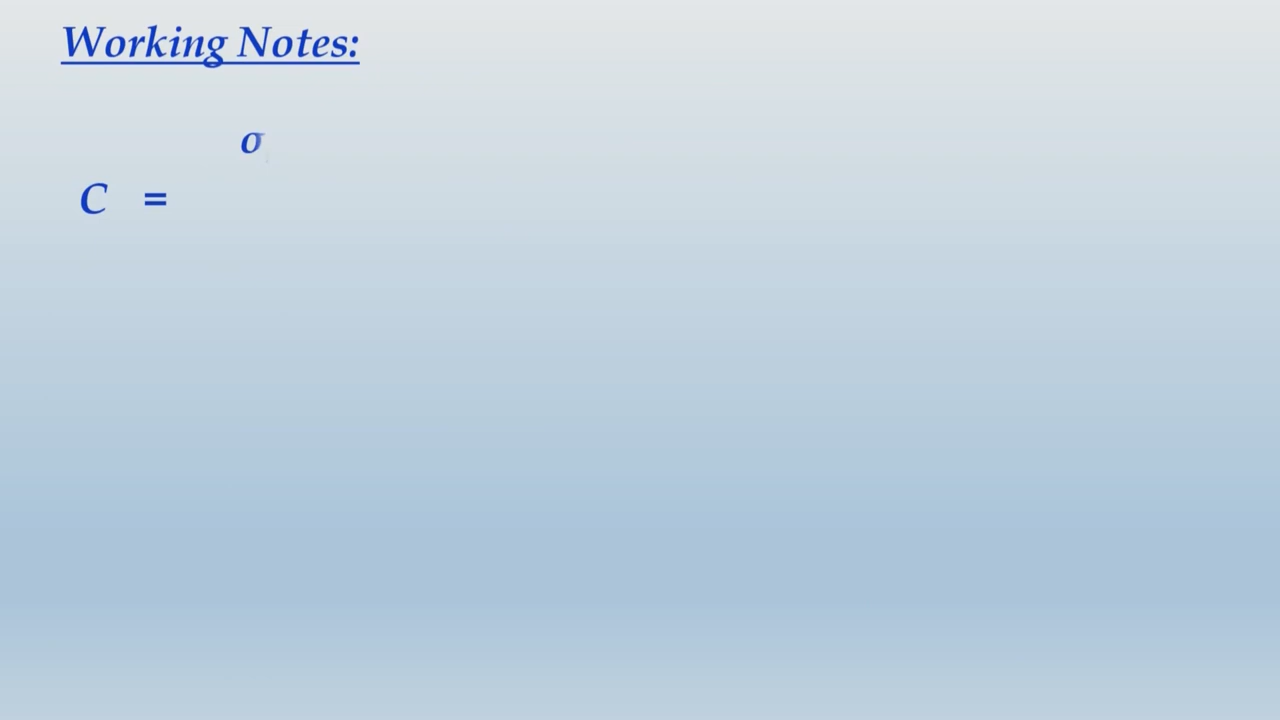 Working Notes:
σ
C =